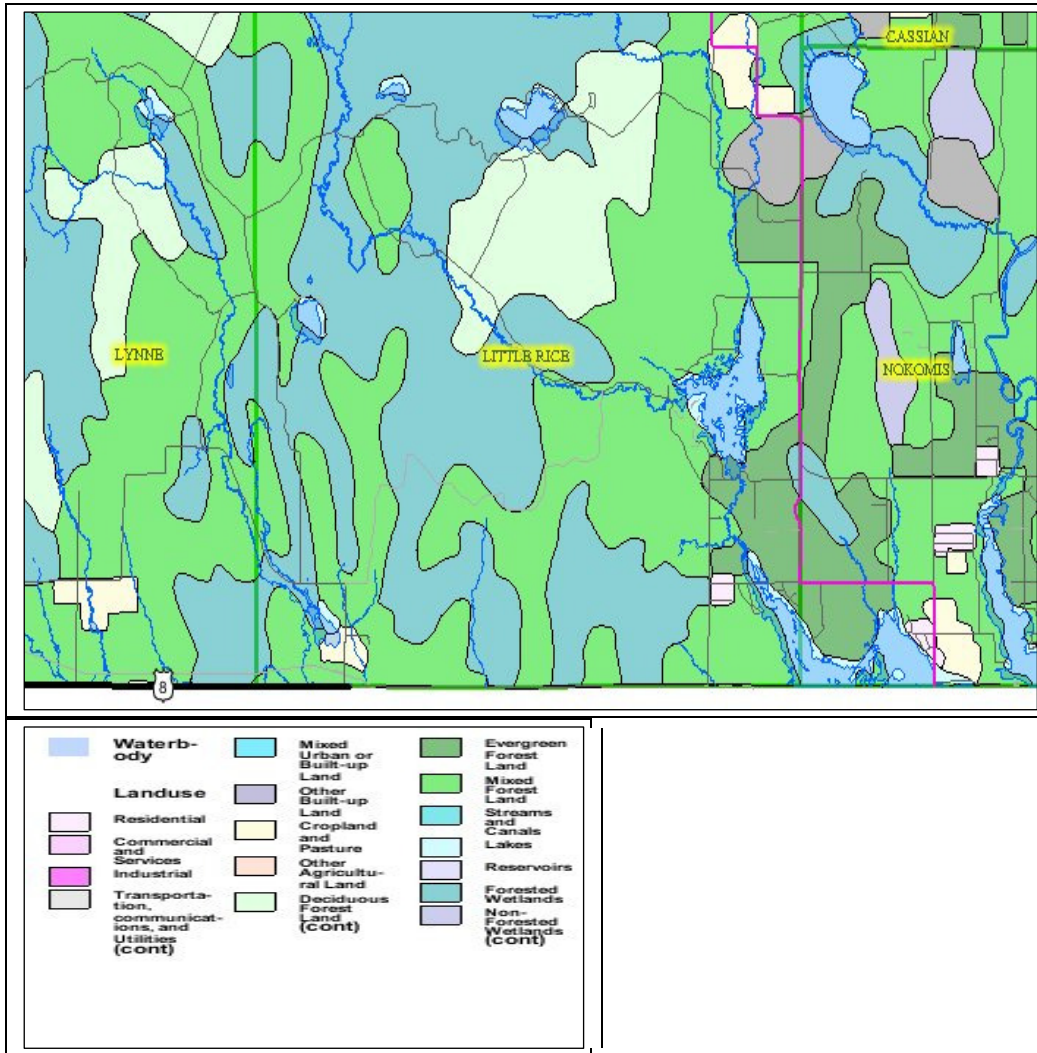 CASSIAN
LYNNE
LITTLE RICE
NOKOMIS
8
Waterb-
ody
Landuse
Residential
Commercial
and
Services
Industrial
Transporta-
tion,
communicat-
ions, and
Utilities
(cont)
Mixed
Urban or
Built-up
Land
Other
Built-up
Land
Cropland
and
Pasture
Other
Agricultu-
ral Land
Deciduous
Forest
Land
(cont)
Evergreen
Forest
Land
Mixed
Forest
Land
Streams
and
Canals
Lakes
Reservoirs
Forested
Wetlands
Non-
Forested
Wetlands
(cont)